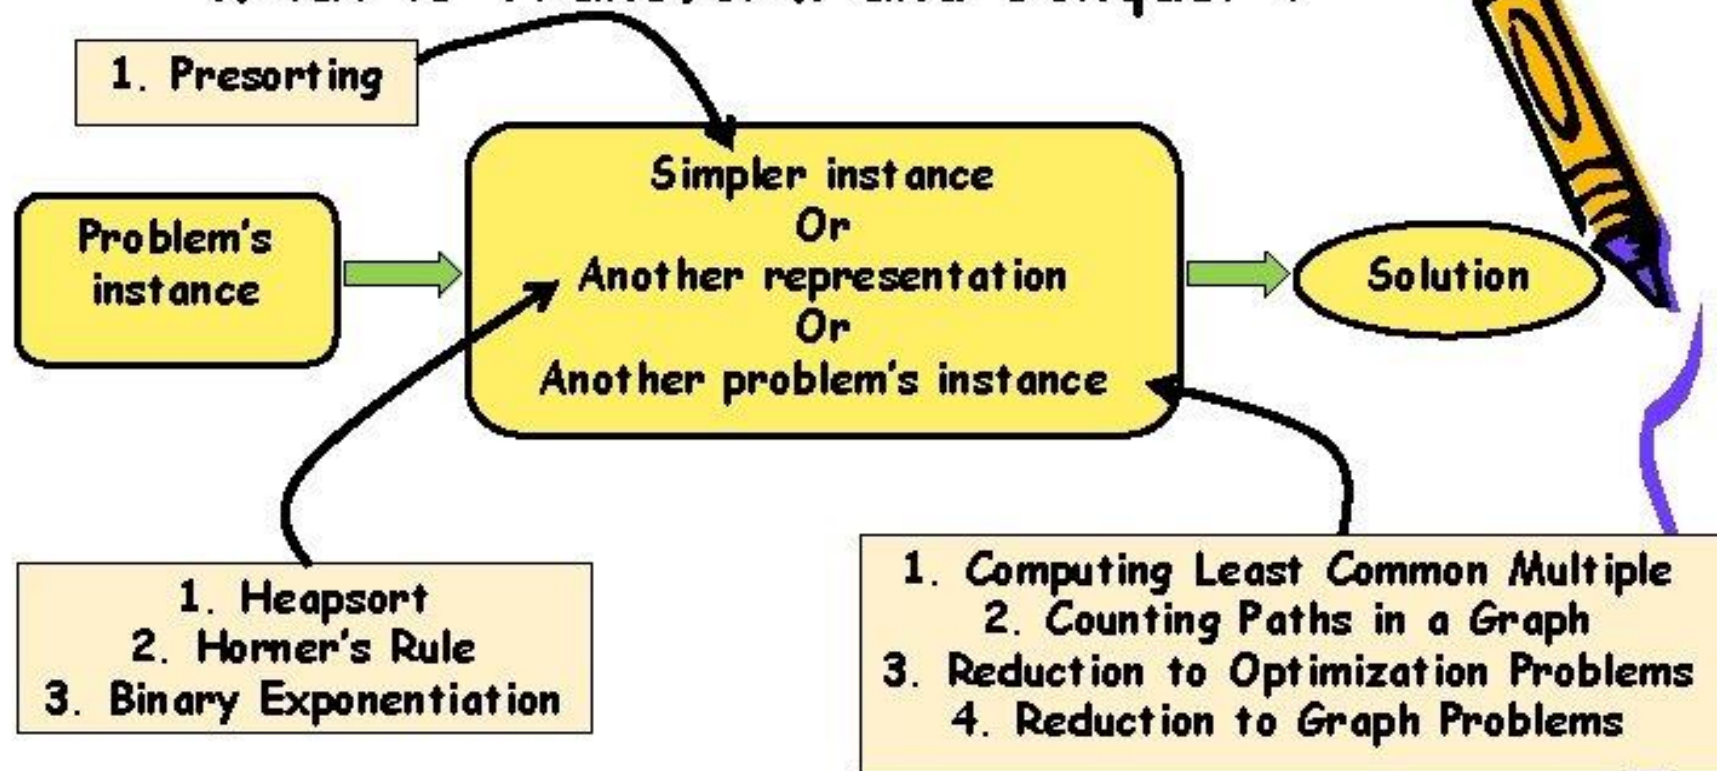 1. Presorting
Simpler instance
Or
Another representation
Or
Another problem's instance
Problem's
instance
Solution
1. Heapsort
2. Horner's Rule
3. Binary Exponentiation
1. Computing Least Common Multiple
2. Counting Paths in a Graph
3. Reduction to Optimization Problems
4. Reduction to Graph Problems